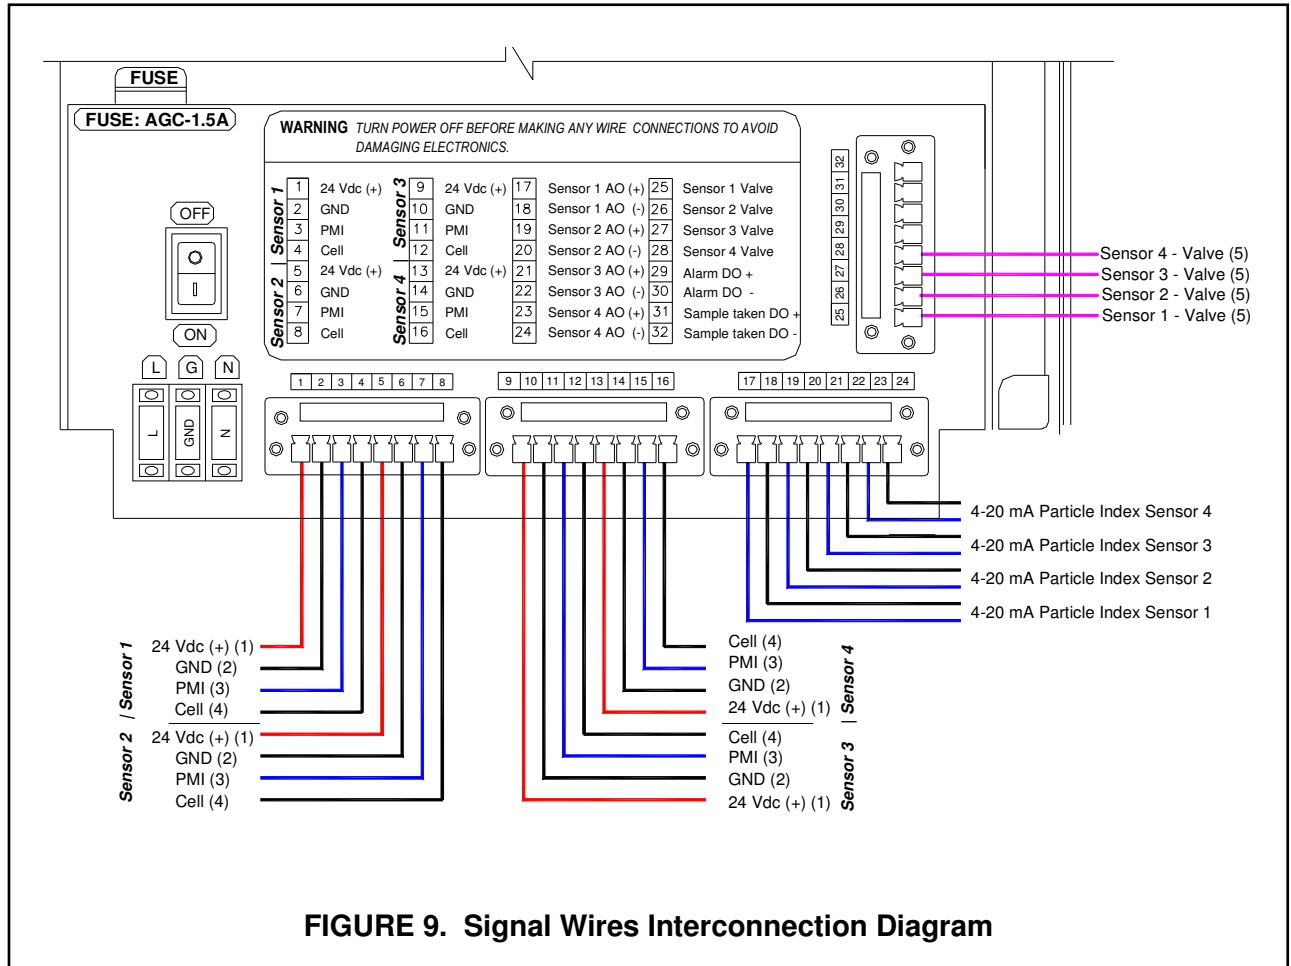 FUSE
FUSE: AGC-1.5A
WARNING TURN POWER OFF BEFORE MAKING ANY WIRE CONNECTIONS TO AVOID
DAMAGING ELECTRONICS.
Sensor 1
1 24 Vdc (+)
2 GND
3 PMI
4 Cell
Sensor 2
5 24 Vdc (+)
6 GND
7 PMI
8 Cell
Sensor 3
9 24 Vdc (+)
10 GND
11 PMI
12 Cell
Sensor 4
13 24 Vdc (+)
14 GND
15 PMI
16 Cell
17 Sensor 1 AO (+)
18 Sensor 1 AO (-)
19 Sensor 2 AO (+)
20 Sensor 2 AO (-)
21 Sensor 3 AO (+)
22 Sensor 3 AO (-)
23 Sensor 4 AO (+)
24 Sensor 4 AO (-)
25 Sensor 1 Valve
26 Sensor 2 Valve
27 Sensor 3 Valve
28 Sensor 4 Valve
29 Alarm DO +
30 Alarm DO -
31 Sample taken DO +
32 Sample taken DO -
OFF
ON
L G N
L GND N
32
31
30
29
28
27
26
25
Sensor 4 - Valve (5)
Sensor 3 - Valve (5)
Sensor 2 - Valve (5)
Sensor 1 - Valve (5)
1 2 3 4 5 6 7 8
9 10 11 12 13 14 15 16
17 18 19 20 21 22 23 24
4-20 mA Particle Index Sensor 4
4-20 mA Particle Index Sensor 3
4-20 mA Particle Index Sensor 2
4-20 mA Particle Index Sensor 1
Sensor 2 | Sensor 1
24 Vdc (+) (1)
GND (2)
PMI (3)
Cell (4)
24 Vdc (+) (1)
GND (2)
PMI (3)
Cell (4)
Cell (4)
PMI (3)
GND (2)
24 Vdc (+) (1)
Cell (4)
PMI (3)
GND (2)
24 Vdc (+) (1)
Sensor 3 | Sensor 4
FIGURE 9. Signal Wires Interconnection Diagram